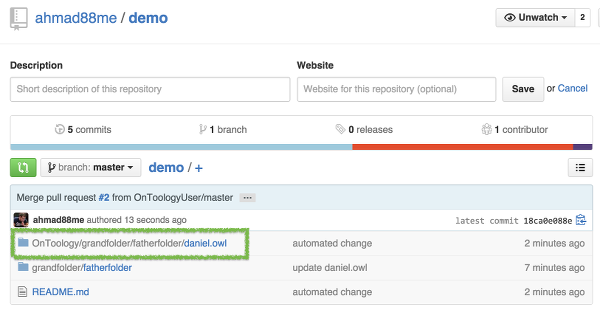 ahmad88me / demo
Unwatch 2
Description
Website
Short description of this repository
Website for this repository (optional)
Save or Cancel
5 commits 1 branch 0 releases 1 contributor
branch: master demo / +
Merge pull request #2 from OnToologyUser/master ...
ahmad88me authored 13 seconds ago latest commit 18ca0e088e
OnToology/grandfolder/fatherfolder/daniel.owl automated change 2 minutes ago
grandfolder/fatherfolder update daniel.owl 7 minutes ago
README.md automated change 2 minutes ago